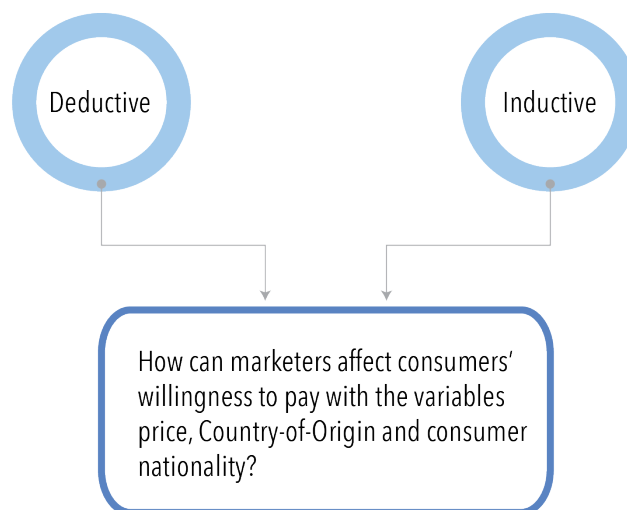 Deductive
Inductive
How can marketers affect consumers’
willingness to pay with the variables
price, Country-of-Origin and consumer
nationality?